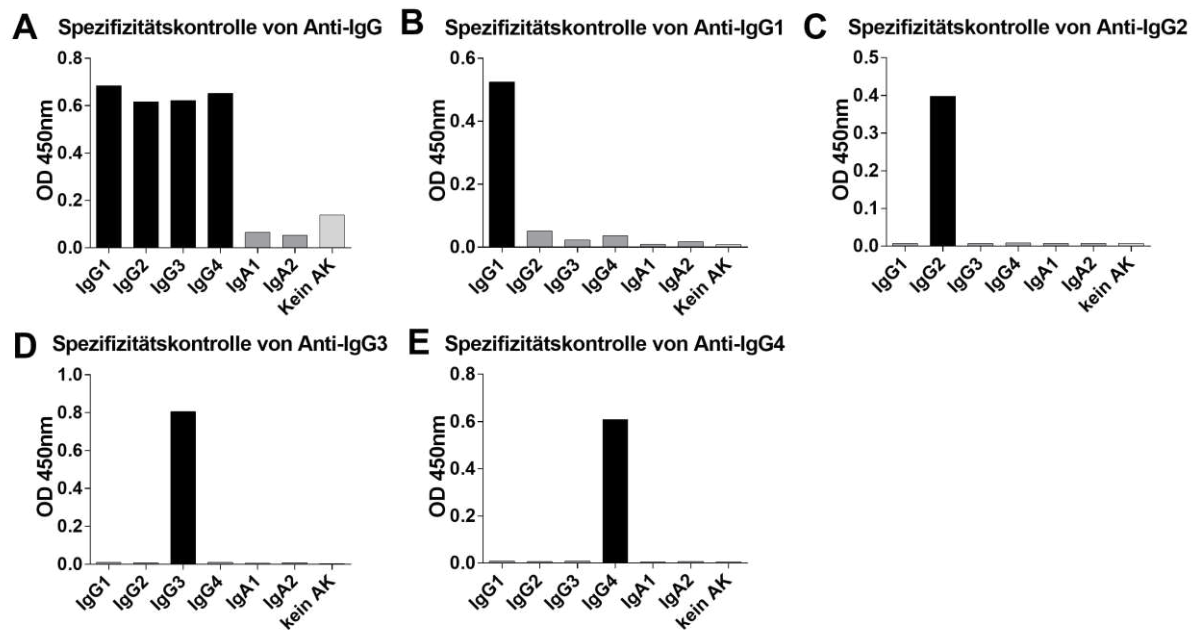 A Spezifizitätskontrolle von Anti-IgG
OD 450nm
0.8
0.6
0.4
0.2
0.0
IgG1
IgG2
IgG3
IgG4
IgA1
IgA2
Kein AK
B Spezifizitätskontrolle von Anti-IgG1
OD 450nm
0.6
0.4
0.2
0.0
IgG1
IgG2
IgG3
IgG4
IgA1
IgA2
Kein AK
C Spezifizitätskontrolle von Anti-IgG2
OD 450nm
0.5
0.4
0.3
0.2
0.1
0.0
IgG1
IgG2
IgG3
IgG4
IgA1
IgA2
kein AK
D Spezifizitätskontrolle von Anti-IgG3
OD 450nm
1.0
0.8
0.6
0.4
0.2
0.0
IgG1
IgG2
IgG3
IgG4
IgA1
IgA2
kein AK
E Spezifizitätskontrolle von Anti-IgG4
OD 450nm
0.8
0.6
0.4
0.2
0.0
IgG1
IgG2
IgG3
IgG4
IgA1
IgA2
kein AK